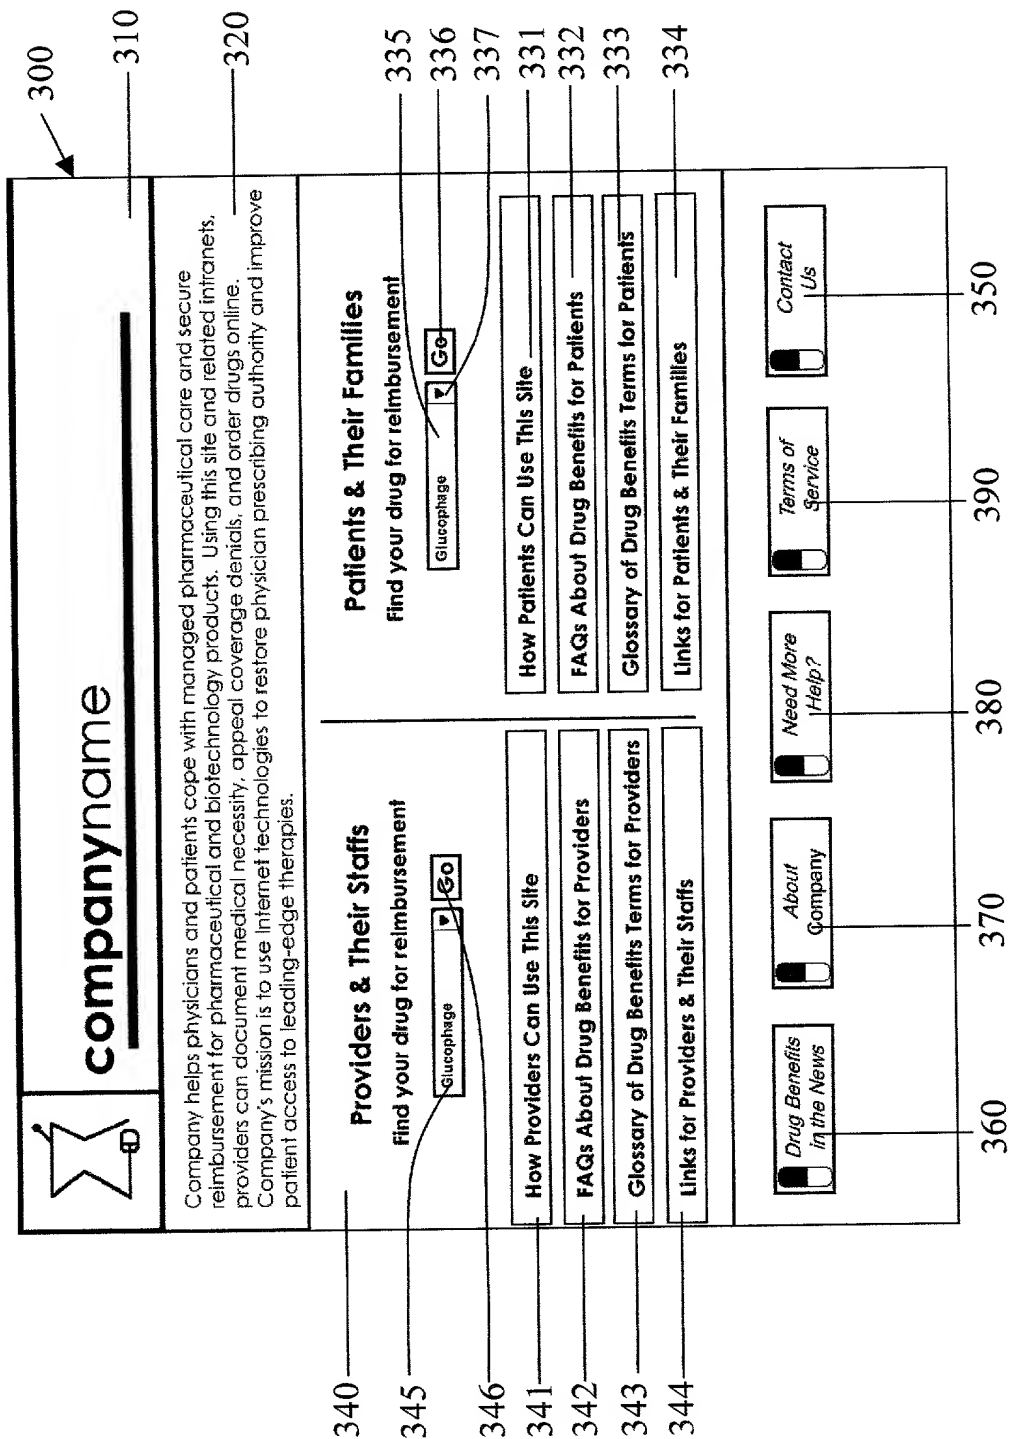 300
310
companyname
320
Company helps physicians and patients cope with managed pharmaceutical care and secure
reimbursement for pharmaceutical and biotechnology products. Using this site and related intranets,
providers can document medical necessity, appeal coverage denials, and order drugs online.
Company's mission is to use Internet technologies to restore physician prescribing authority and improve
patient access to leading-edge therapies.
340
Providers & Their Staffs
Find your drug for reimbursement
345
Glucophage
Go
346
341
How Providers Can Use This Site
342
FAQs About Drug Benefits for Providers
343
Glossary of Drug Benefits Terms for Providers
344
Links for Providers & Their Staffs
Patients & Their Families
Find your drug for reimbursement
335
Glucophage
Go
336
337
How Patients Can Use This Site
331
FAQs About Drug Benefits for Patients
332
Glossary of Drug Benefits Terms for Patients
333
Links for Patients & Their Families
334
Drug Benefits
in the News
About
Company
Need More
Help?
Terms of
Service
Contact
Us
360
370
380
390
350